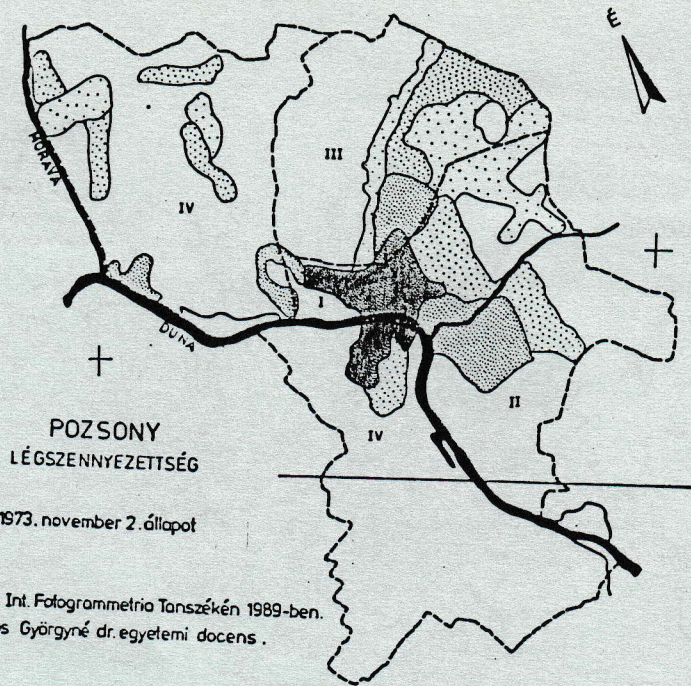 É
MORAVA
III
IV
I
DUNA
II
IV
POZSONY
LÉGSZENNYEZETTSÉG
1973. november 2. állapot
Int. Fotogrammetria Tanszékén 1989-ben.
s Györgyné dr. egyetemi docens.